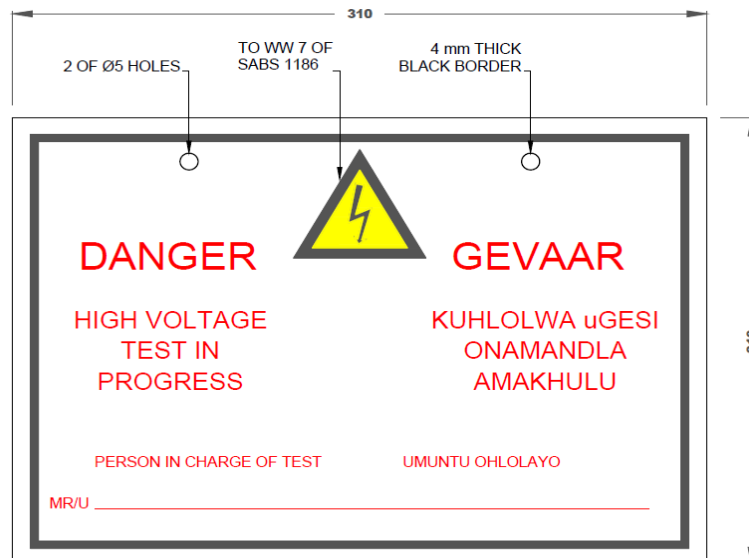 310
TO WW 7 OF
SABS 1186
2 OF Ø5 HOLES
4 mm THICK
BLACK BORDER
DANGER
GEVAAR
HIGH VOLTAGE
TEST IN
PROGRESS
KUHLOLWA uGESI
ONAMANDLA
AMAKHULU
PERSON IN CHARGE OF TEST
UMUNTU OHLOLAYO
MR/U